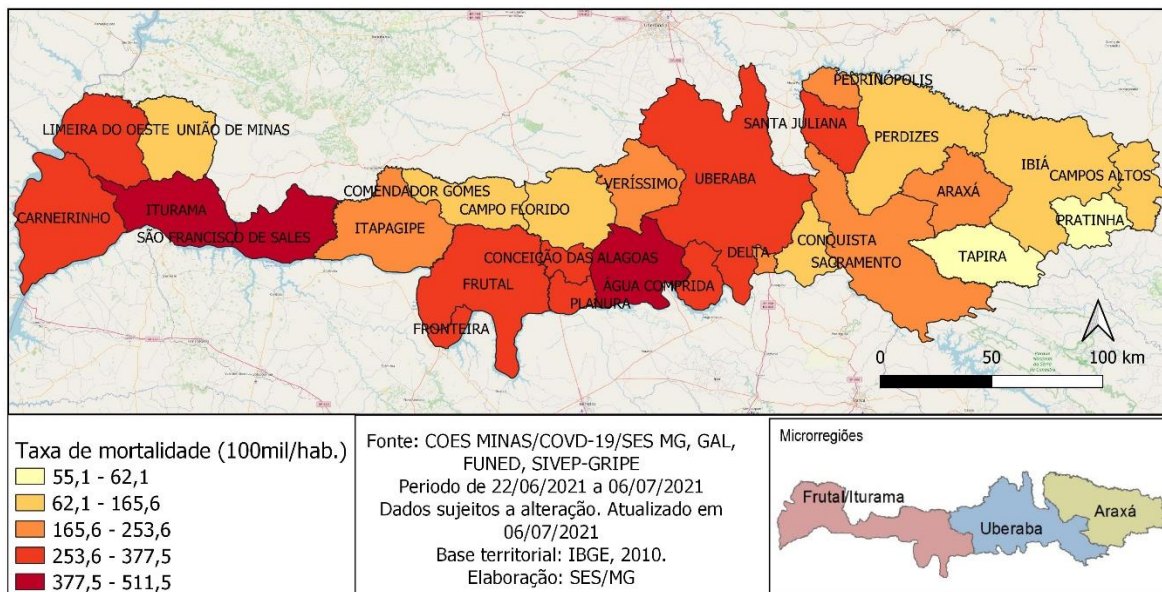 PEDRINÓPOLIS
LIMEIRA DO OESTE
UNIÃO DE MINAS
SANTA JULIANA
PERDIZES
IBIÁ
CAMPOS ALTOS
COMENDADOR GOMES
VERÍSSIMO
UBERABA
ARAXÁ
CARNEIRINHO
ITURAMA
CAMPO FLORIDO
PRATINHA
SÃO FRANCISCO DE SALES
ITAPAGIPE
CONQUISTA
CONCEIÇÃO DAS ALAGOAS
DELTA
SACRAMENTO
TAPIRA
FRUTAL
ÁGUA COMPRIDA
PLANURA
FRONTEIRA
0 50 100 km
Taxa de mortalidade (100mil/hab.)
55,1 - 62,1
62,1 - 165,6
165,6 - 253,6
253,6 - 377,5
377,5 - 511,5
Fonte: COES MINAS/COVD-19/SES MG, GAL,
FUNED, SIVEP-GRIPE
Periodo de 22/06/2021 a 06/07/2021
Dados sujeitos a alteração. Atualizado em
06/07/2021
Base territorial: IBGE, 2010.
Elaboração: SES/MG
Microrregiões
Frutal/Iturama
Uberaba
Araxá